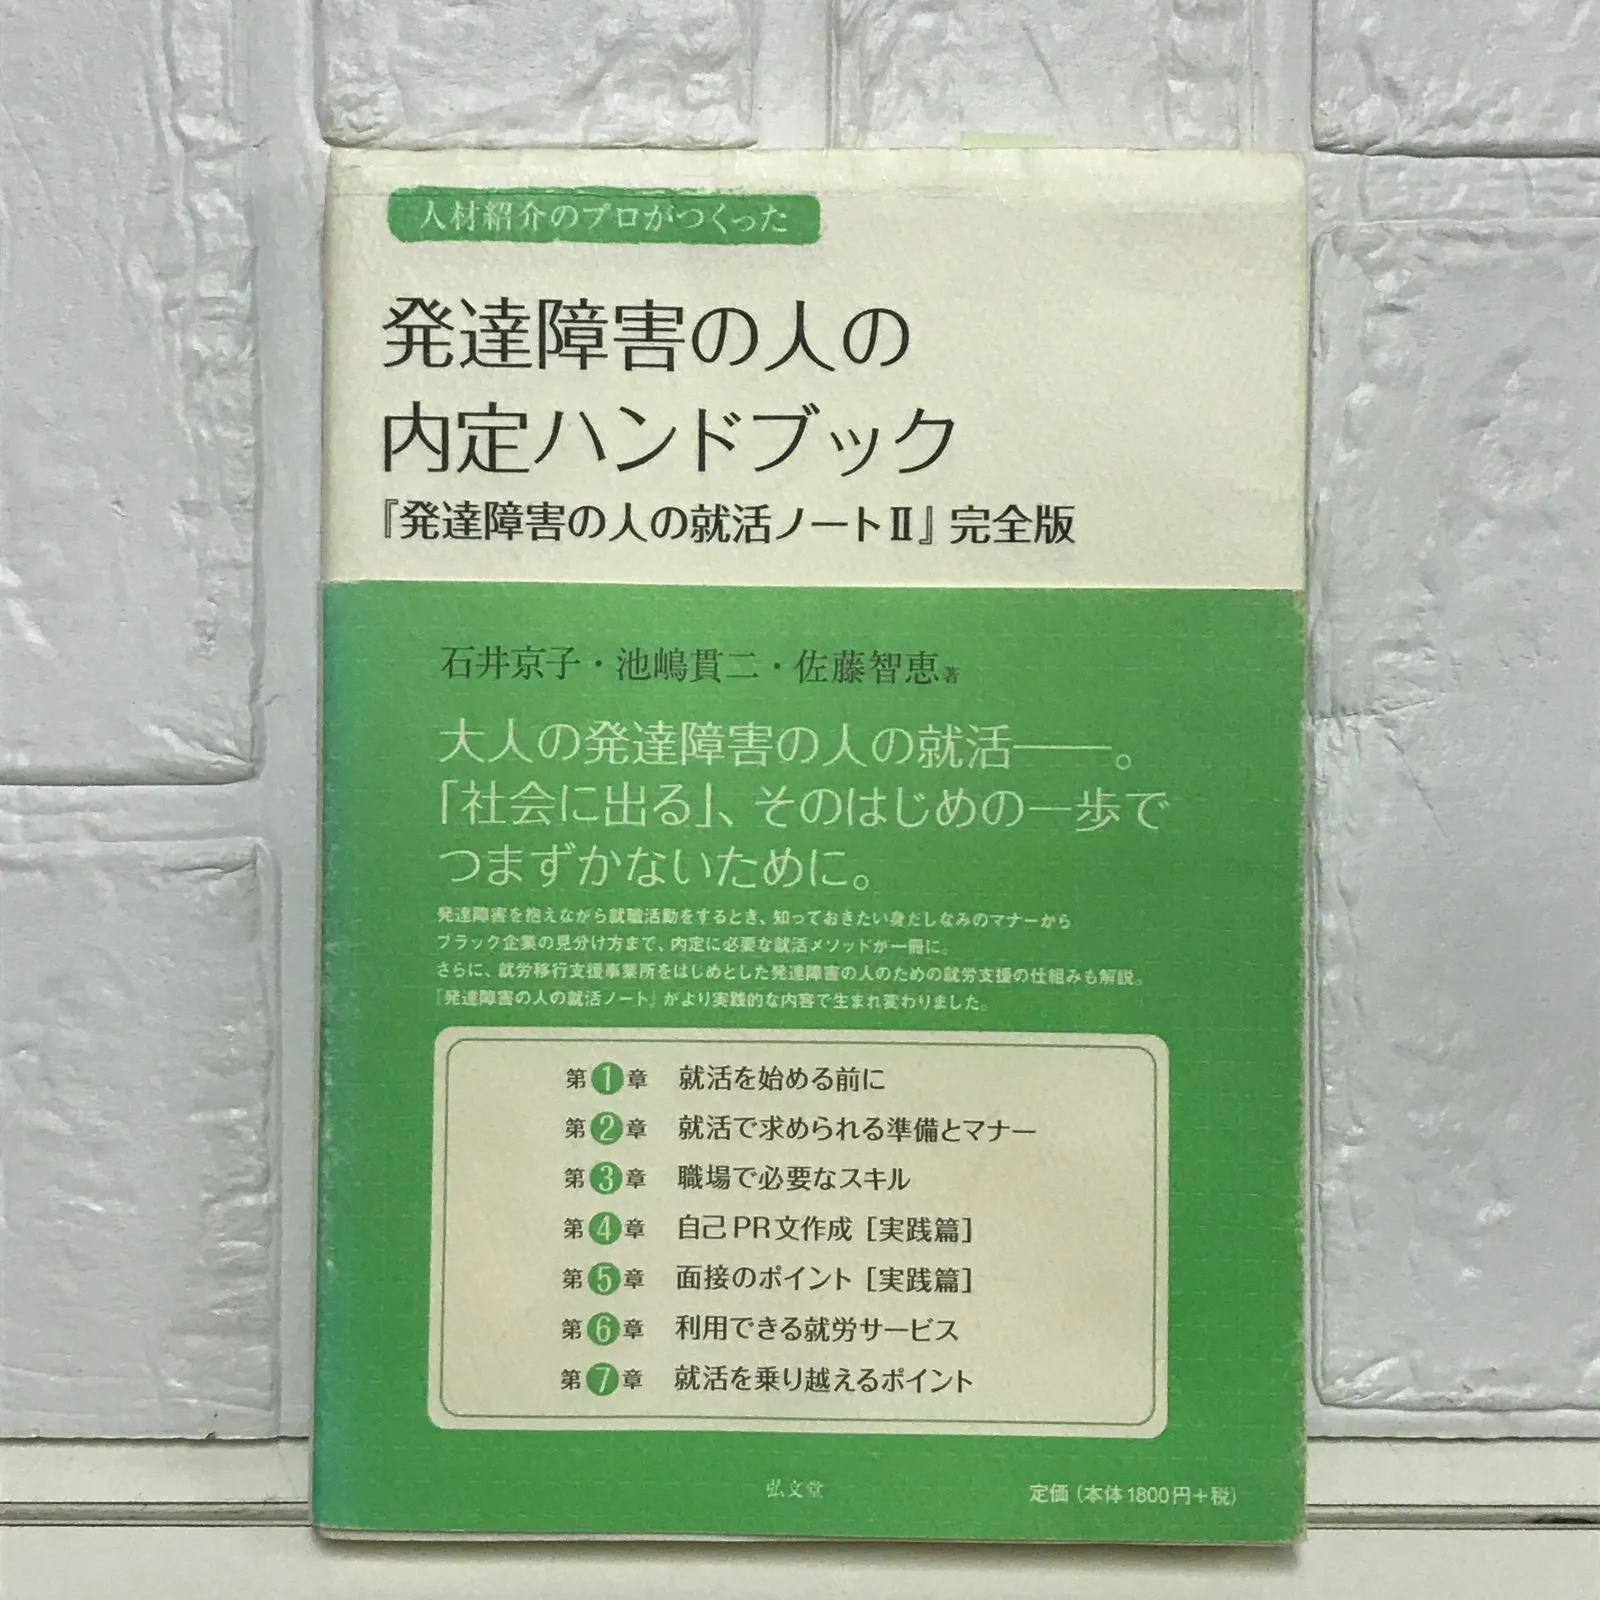 人材紹介のプロがつくった
発達障害の人の
内定ハンドブック
『発達障害の人の就活ノートⅡ』完全版
石井京子・池嶋貫二・佐藤智恵 著
大人の発達障害の人の就活――。
「社会に出る」、そのはじめの一歩で
つまずかないために。
発達障害を抱えながら就職活動をするとき、知っておきたい身だしなみのマナーから
ブラック企業の見分け方まで、内定に必要な就活メソッドが一冊に。
さらに、就労移行支援事業所をはじめとした発達障害の人のための就労支援の仕組みも解説。
『発達障害の人の就活ノート』がより実践的な内容で生まれ変わりました。
第1章 就活を始める前に
第2章 就活で求められる準備とマナー
第3章 職場で必要なスキル
第4章 自己PR文作成［実践篇］
第5章 面接のポイント［実践篇］
第6章 利用できる就労サービス
第7章 就活を乗り越えるポイント
弘文堂
定価（本体1800円＋税）